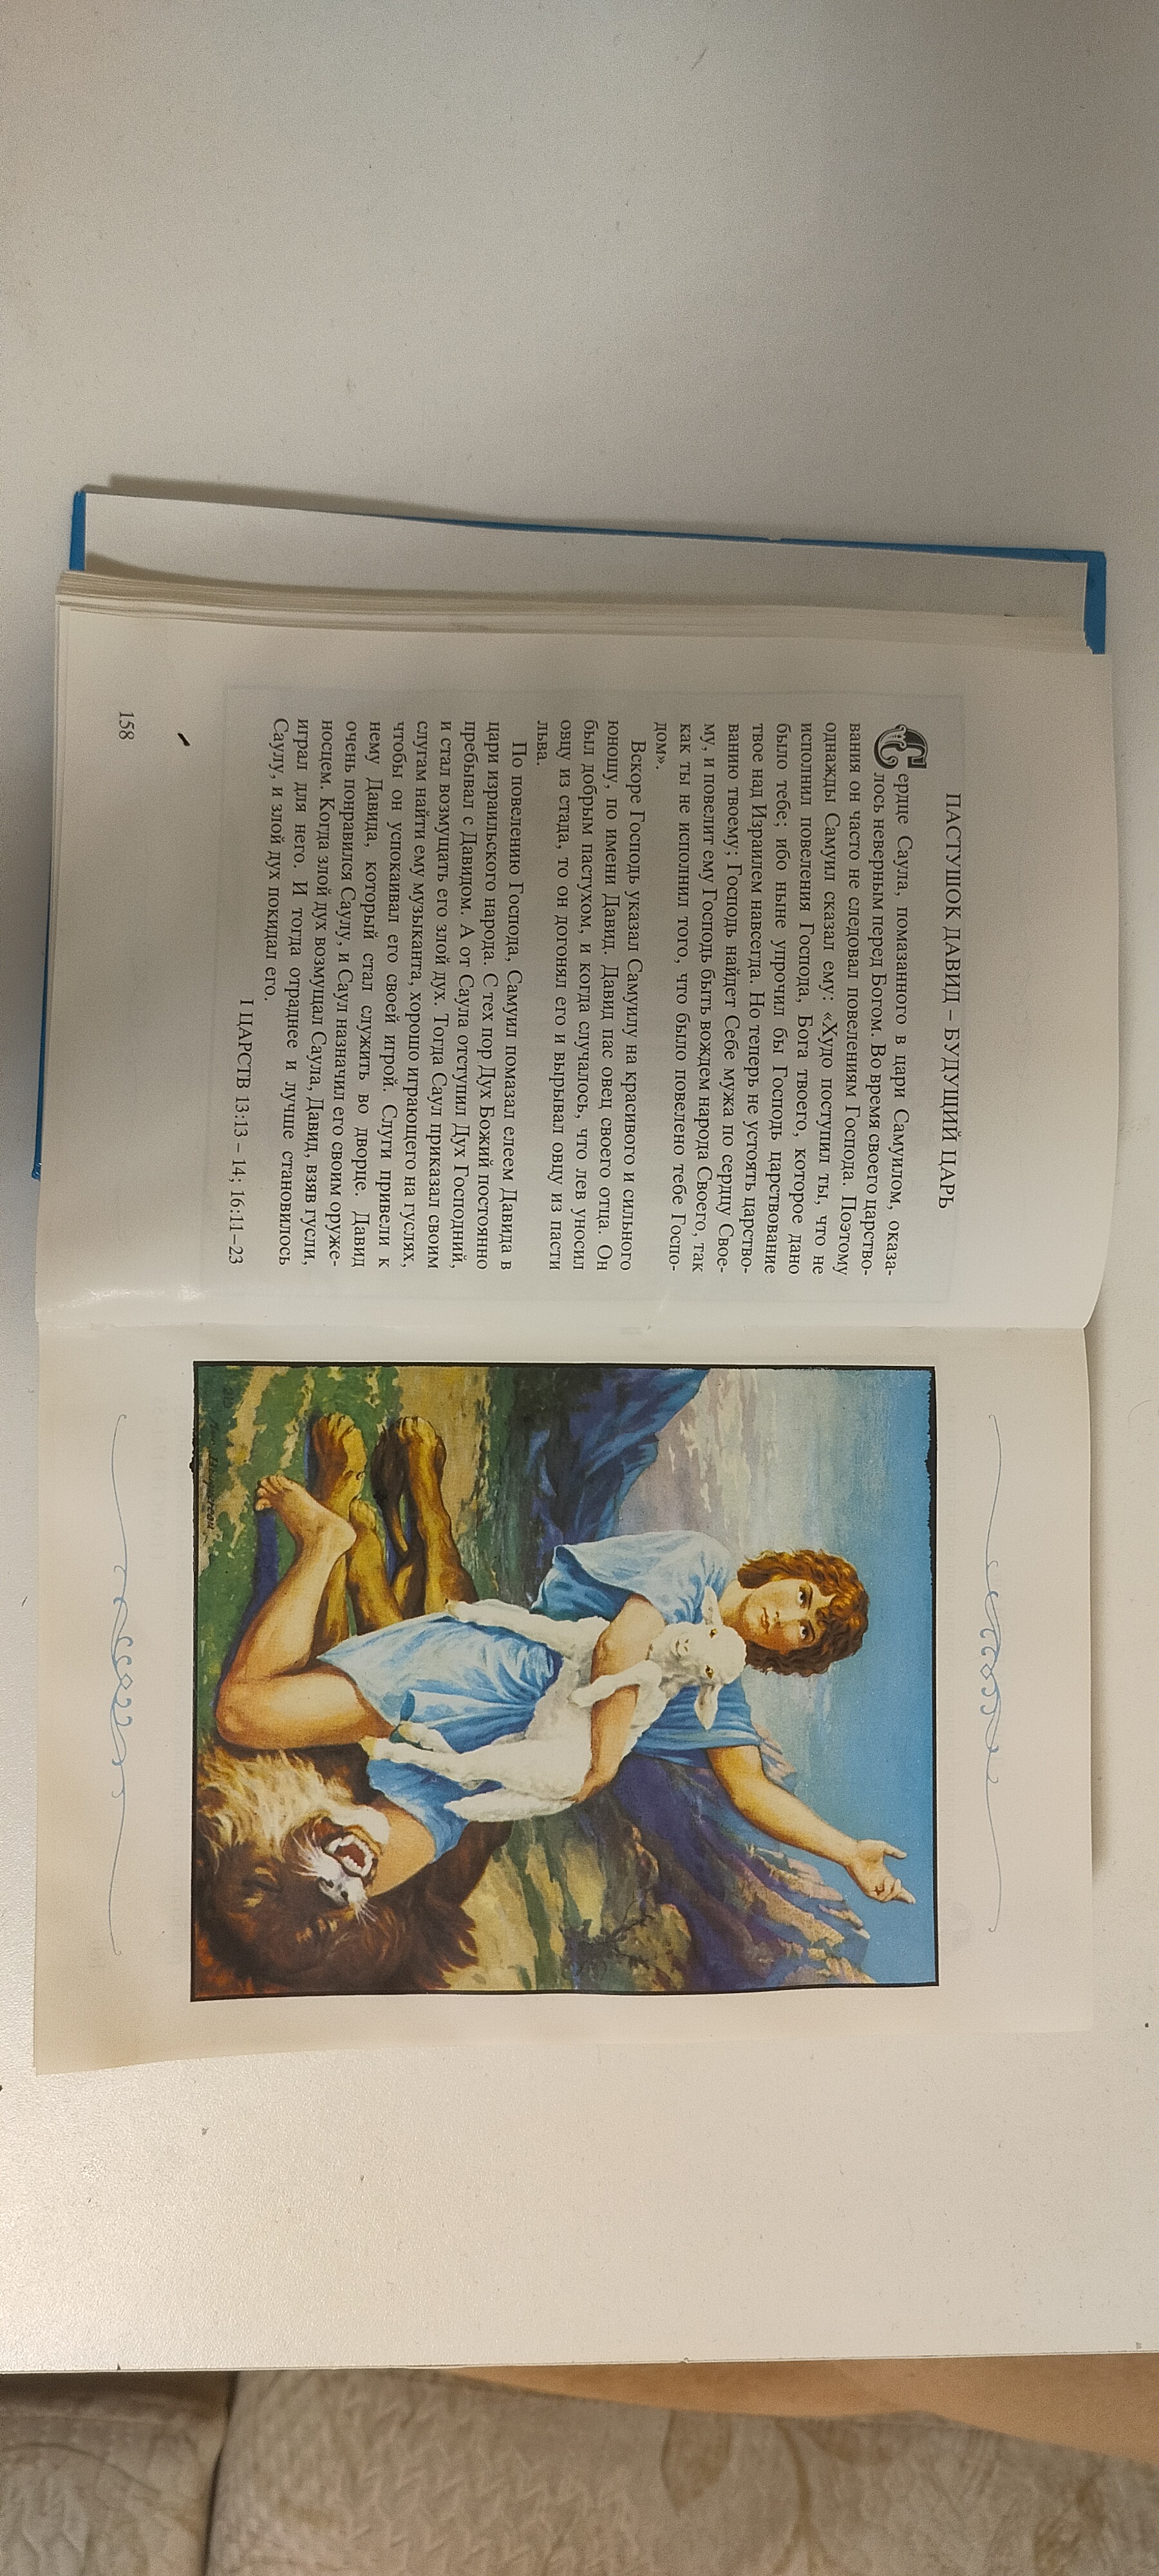 ПАСТУШОК ДАВИД – БУДУЩИЙ ЦАРЬ
Сердце Саула, помазанного в цари Самуилом, оказа-
лось неверным перед Богом. Во время своего царство-
вания он часто не следовал повелениям Господа. Поэтому
однажды Самуил сказал ему: «Худо поступил ты, что не
исполнил повеления Господа, Бога твоего, которое дано
было тебе; ибо ныне упрочил бы Господь царствование
твое над Израилем навсегда. Но теперь не устоять царство-
ванию твоему; Господь найдет Себе мужа по сердцу Свое-
му, и повелит ему Господь быть вождем народа Своего, так
как ты не исполнил того, что было повелено тебе Госпо-
дом».
Вскоре Господь указал Самуилу на красивого и сильного
юношу, по имени Давид. Давид пас овец своего отца. Он
был добрым пастухом, и когда случалось, что лев уносил
овцу из стада, то он догонял его и вырывал овцу из пасти
льва.
По повелению Господа, Самуил помазал елеем Давида в
цари израильского народа. С тех пор Дух Божий постоянно
пребывал с Давидом. А от Саула отступил Дух Господний,
и стал возмущать его злой дух. Тогда Саул приказал своим
слугам найти ему музыканта, хорошо играющего на гуслях,
чтобы он успокаивал его своей игрой. Слуги привели к
нему Давида, который стал служить во дворце. Давид
очень понравился Саулу, и Саул назначил его своим оруже-
носцем. Когда злой дух возмущал Саула, Давид, взяв гусли,
играл для него. И тогда отраднее и лучше становилось
Саулу, и злой дух покидал его.
I ЦАРСТВ 13:13 – 14; 16:11–23
158